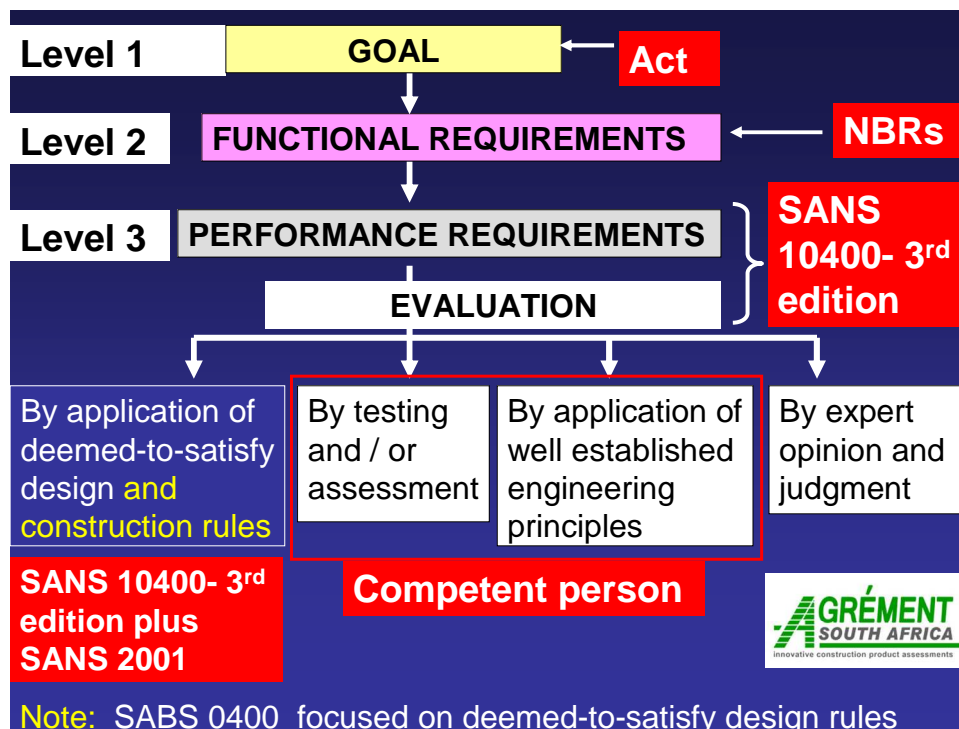 Level 1
GOAL
Act
Level 2
FUNCTIONAL REQUIREMENTS
NBRs
Level 3
PERFORMANCE REQUIREMENTS
SANS
10400- 3rd
edition
EVALUATION
By application of
deemed-to-satisfy
design and
construction rules
By testing
and / or
assessment
By application of
well established
engineering
principles
By expert
opinion and
judgment
SANS 10400- 3rd
edition plus
SANS 2001
Competent person
AGRÉMENT
SOUTH AFRICA
innovative construction product assessments
Note: SABS 0400 focused on deemed-to-satisfy design rules